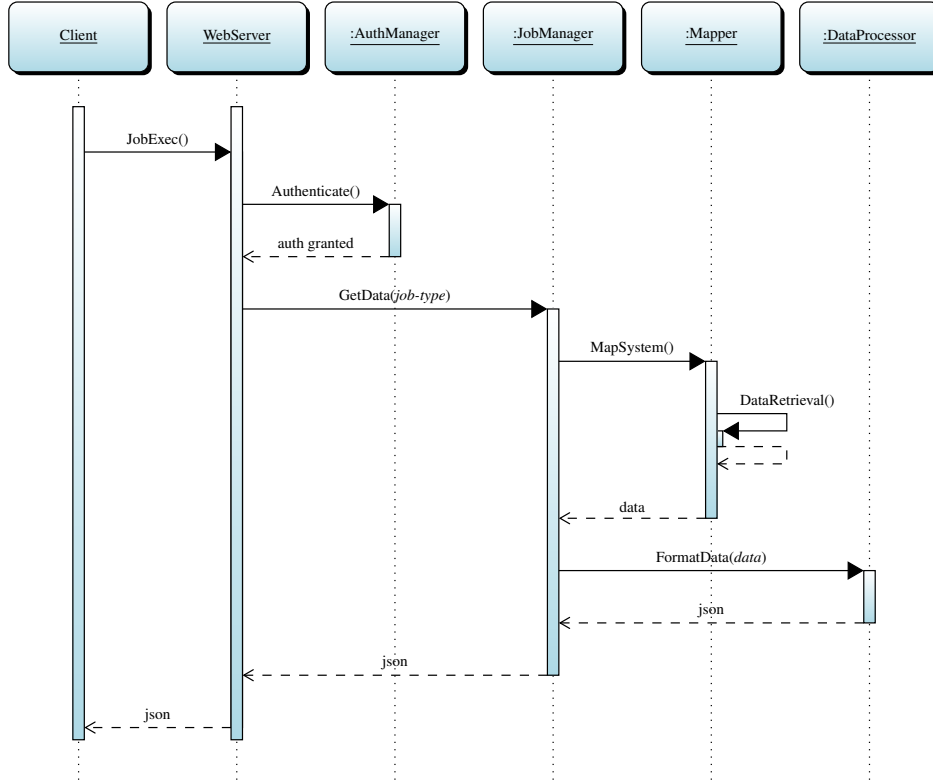 Client
WebServer
:AuthManager
:JobManager
:Mapper
:DataProcessor
JobExec()
Authenticate()
auth granted
GetData(job-type)
MapSystem()
DataRetrieval()
data
FormatData(data)
json
json
json